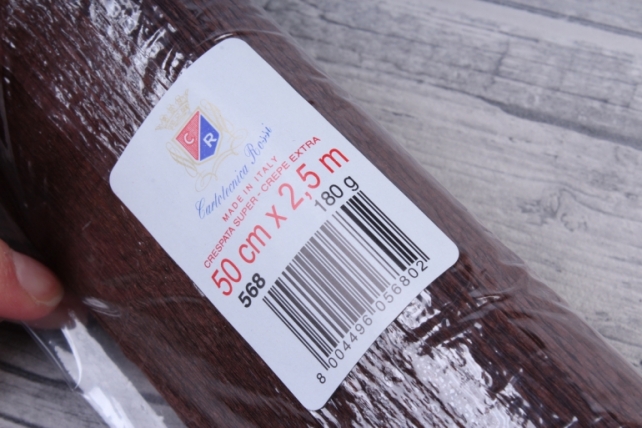 C R
Cartotecnica Rossi
MADE IN ITALY
CRESPATA SUPER-CREPE EXTRA
50 cm x 2,5 m
568 180 g
8 004496 056802